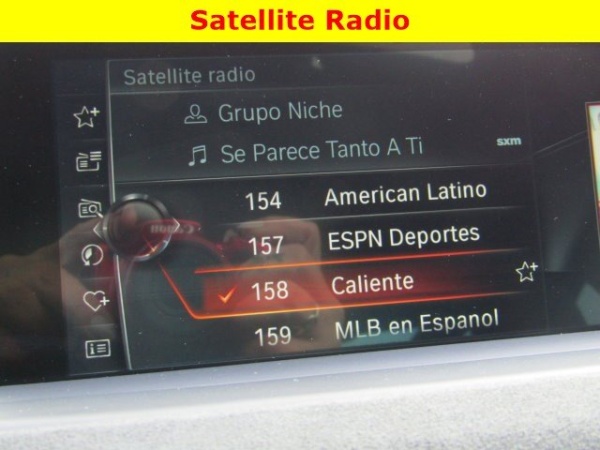 Satellite Radio
Satellite radio
Grupo Niche
Se Parece Tanto A Ti
sxm
154 American Latino
157 ESPN Deportes
158 Caliente
159 MLB en Espanol
Canon